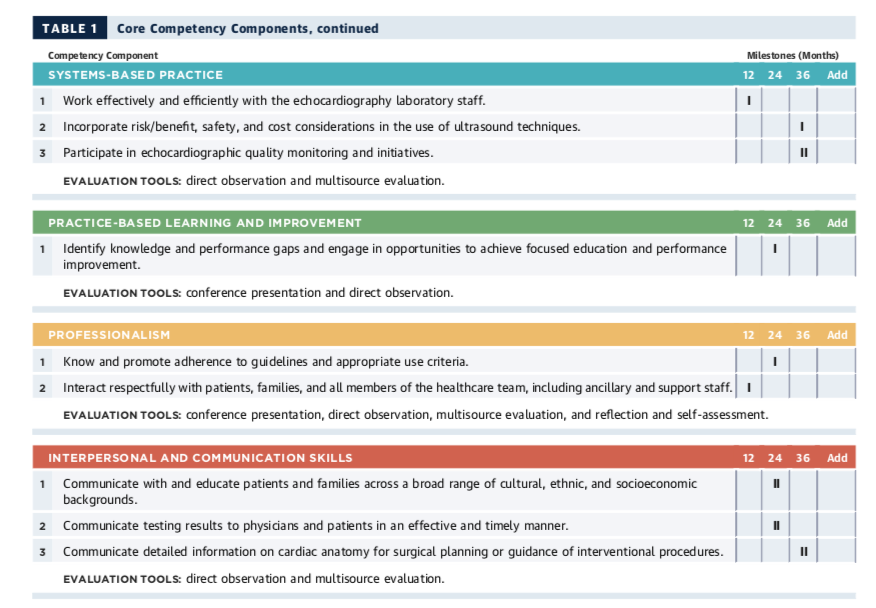 TABLE 1 Core Competency Components, continued
Competency Component Milestones (Months)
SYSTEMS-BASED PRACTICE 12 24 36 Add
1 Work effectively and efficiently with the echocardiography laboratory staff. I
2 Incorporate risk/benefit, safety, and cost considerations in the use of ultrasound techniques. I
3 Participate in echocardiographic quality monitoring and initiatives. II
EVALUATION TOOLS: direct observation and multisource evaluation.
PRACTICE-BASED LEARNING AND IMPROVEMENT 12 24 36 Add
1 Identify knowledge and performance gaps and engage in opportunities to achieve focused education and performance I
improvement.
EVALUATION TOOLS: conference presentation and direct observation.
PROFESSIONALISM 12 24 36 Add
1 Know and promote adherence to guidelines and appropriate use criteria. I
2 Interact respectfully with patients, families, and all members of the healthcare team, including ancillary and support staff. I
EVALUATION TOOLS: conference presentation, direct observation, multisource evaluation, and reflection and self-assessment.
INTERPERSONAL AND COMMUNICATION SKILLS 12 24 36 Add
1 Communicate with and educate patients and families across a broad range of cultural, ethnic, and socioeconomic II
backgrounds.
2 Communicate testing results to physicians and patients in an effective and timely manner. II
3 Communicate detailed information on cardiac anatomy for surgical planning or guidance of interventional procedures. II
EVALUATION TOOLS: direct observation and multisource evaluation.